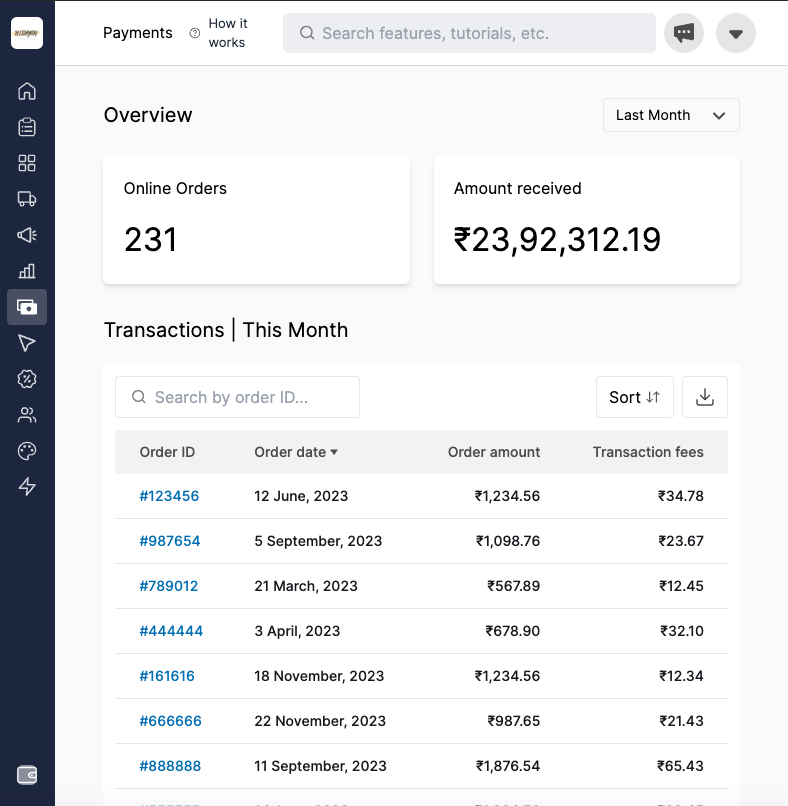 Payments
How it
works
Search features, tutorials, etc.
Overview
Last Month
Online Orders
Amount received
231
₹23,92,312.19
Transactions | This Month
Search by order ID...
Sort
Order ID Order date Order amount Transaction fees
#123456 12 June, 2023 ₹1,234.56 ₹34.78
#987654 5 September, 2023 ₹1,098.76 ₹23.67
#789012 21 March, 2023 ₹567.89 ₹12.45
#444444 3 April, 2023 ₹678.90 ₹32.10
#161616 18 November, 2023 ₹1,234.56 ₹12.34
#666666 22 November, 2023 ₹987.65 ₹21.43
#888888 11 September, 2023 ₹1,876.54 ₹65.43